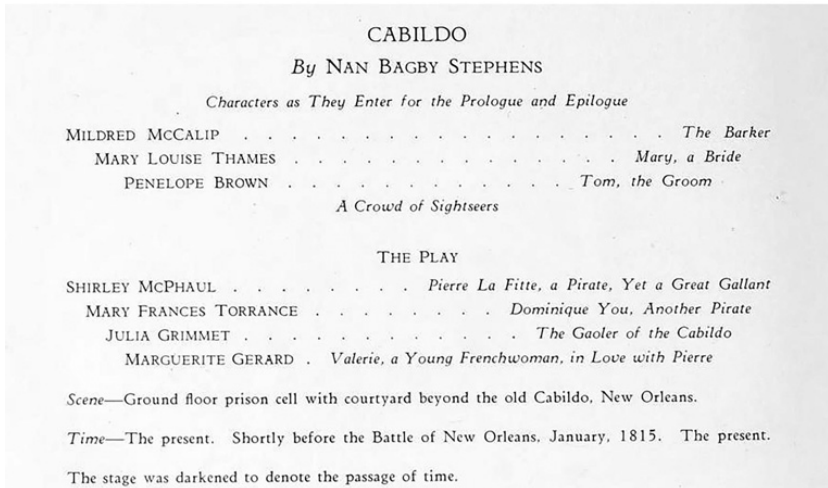 CABILDO
By NAN BAGBY STEPHENS
Characters as They Enter for the Prologue and Epilogue
MILDRED MCCALIP . . . . . . . . . . . . . . . . . . The Barker
MARY LOUISE THAMES . . . . . . . . . . . . . . Mary, a Bride
PENELOPE BROWN . . . . . . . . . . . . Tom, the Groom
A Crowd of Sightseers
THE PLAY
SHIRLEY MCPHAUL . . . . . . . . Pierre La Fitte, a Pirate, Yet a Great Gallant
MARY FRANCES TORRANCE . . . . . . . . Dominique You, Another Pirate
JULIA GRIMMET . . . . . . . . . . . . The Gaoler of the Cabildo
MARGUERITE GERARD . Valerie, a Young Frenchwoman, in Love with Pierre
Scene—Ground floor prison cell with courtyard beyond the old Cabildo, New Orleans.
Time—The present. Shortly before the Battle of New Orleans, January, 1815. The present.
The stage was darkened to denote the passage of time.